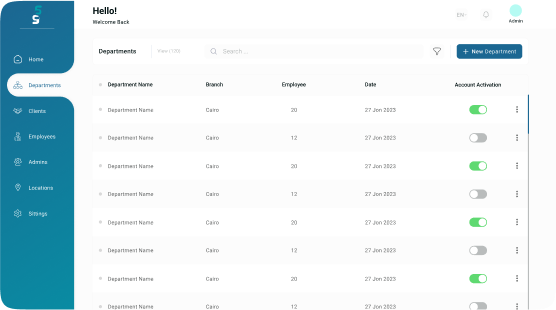 Hello!
Welcome Back
EN
Admin
Home
Departments
Clients
Employees
Admins
Locations
Sittings
Departments
View (19)
Search ...
+ New Department
Department Name Branch Employee Date Account Activation
Department Name Cairo 20 27 Jan 2023
Department Name Cairo 12 27 Jan 2023
Department Name Cairo 20 27 Jan 2023
Department Name Cairo 12 27 Jan 2023
Department Name Cairo 20 27 Jan 2023
Department Name Cairo 12 27 Jan 2023
Department Name Cairo 20 27 Jan 2023
Department Name Cairo 12 27 Jan 2023